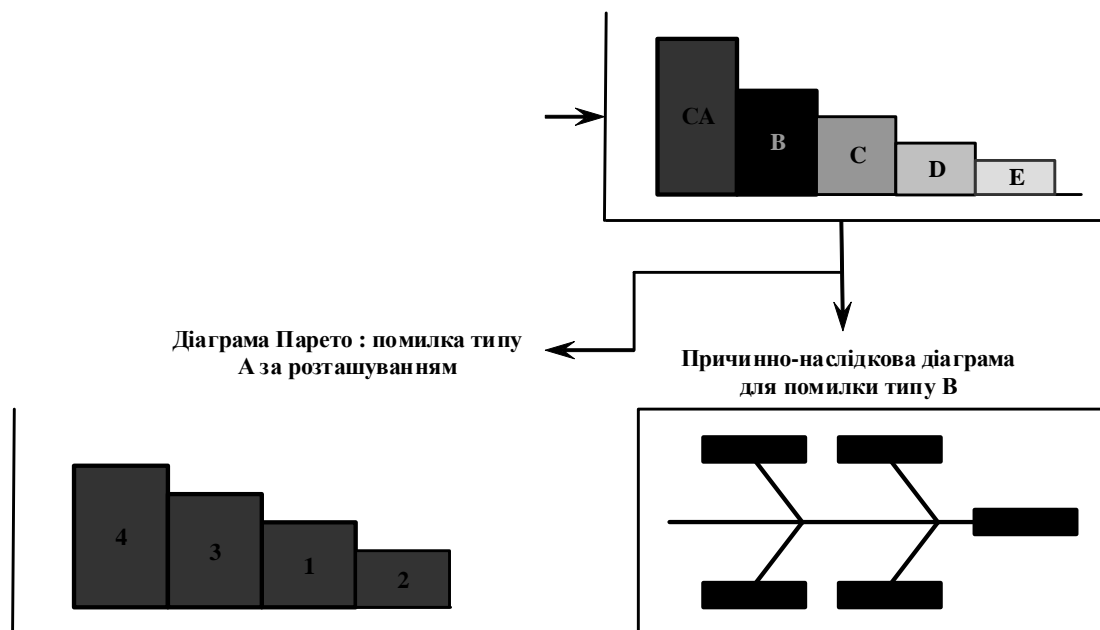 CA
B
C
D
E
Діаграма Парето : помилка типу
А за розташуванням
Причинно-наслідкова діаграма
для помилки типу В
4
3
1
2